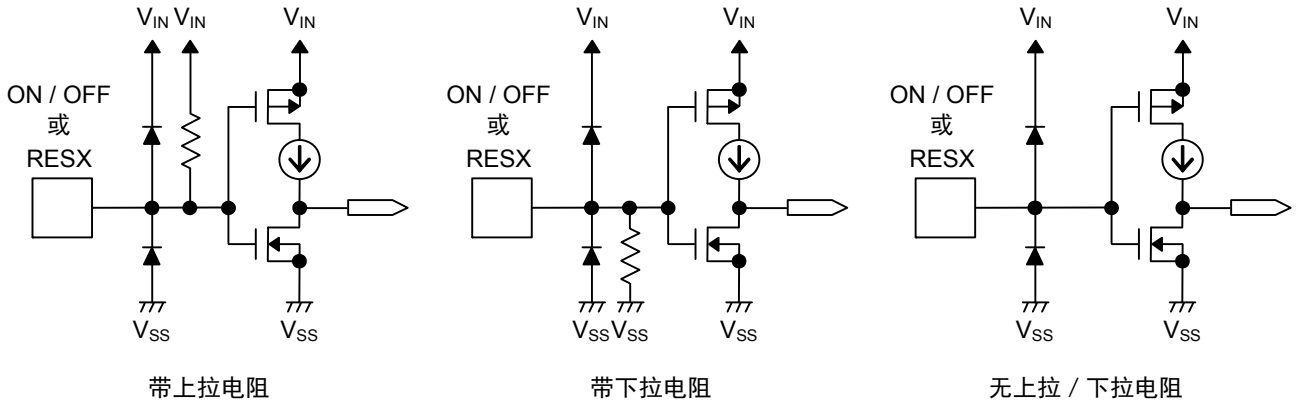 VIN VIN VIN
ON / OFF
或
RESX
VSS VSS
带上拉电阻
VIN VIN
ON / OFF
或
RESX
VSS VSS VSS
带下拉电阻
VIN VIN
ON / OFF
或
RESX
VSS VSS
无上拉 / 下拉电阻